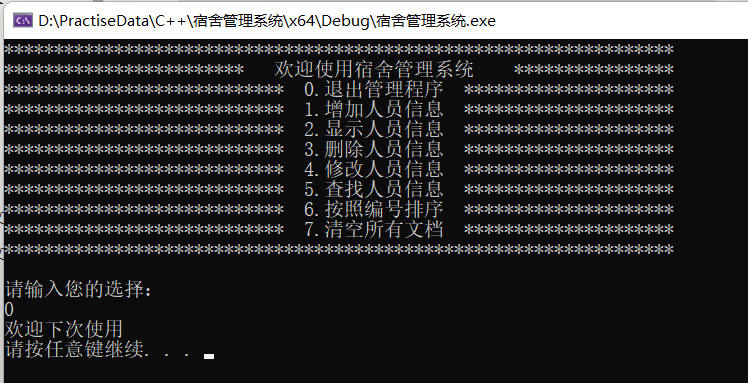 D:\PractiseData\C++\宿舍管理系统\x64\Debug\宿舍管理系统.exe
*******************************************************************
************************   欢迎使用宿舍管理系统    ****************
****************************  0.退出管理程序  *********************
****************************  1.增加人员信息  *********************
****************************  2.显示人员信息  *********************
****************************  3.删除人员信息  *********************
****************************  4.修改人员信息  *********************
****************************  5.查找人员信息  *********************
****************************  6.按照编号排序  *********************
****************************  7.清空所有文档  *********************
*******************************************************************
请输入您的选择：
0
欢迎下次使用
请按任意键继续. . .